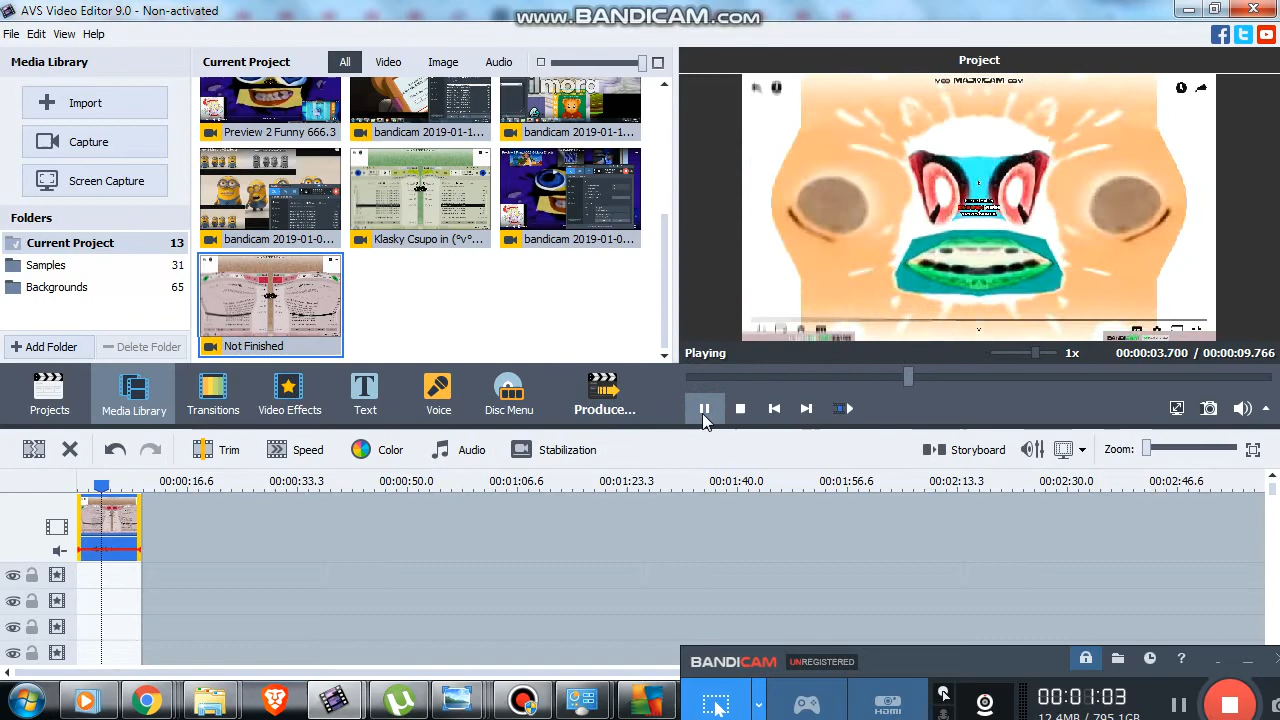 AVS Video Editor 9.0 - Non-activated
www.BANDICAM.com
File Edit View Help
Media Library
Current Project
All
Video
Image
Audio
Project
Import
Capture
Screen Capture
Preview 2 Funny 666.3
bandicam 2019-01-1...
bandicam 2019-01-1...
Folders
Current Project 13
Samples 31
Backgrounds 65
bandicam 2019-01-0...
Klasky Csupo in (°v°...
bandicam 2019-01-0...
Not Finished
Add Folder
Delete Folder
Playing
1x
00:00:03.700 / 00:00:09.766
Projects
Media Library
Transitions
Video Effects
Text
Voice
Disc Menu
Produce...
Trim
Speed
Color
Audio
Stabilization
Storyboard
Zoom:
00:00:16.6
00:00:33.3
00:00:50.0
00:01:06.6
00:01:23.3
00:01:40.0
00:01:56.6
00:02:13.3
00:02:30.0
00:02:46.6
BANDICAM
UNREGISTERED
HDMI
00:01:03
12.4MB / 795.1GB